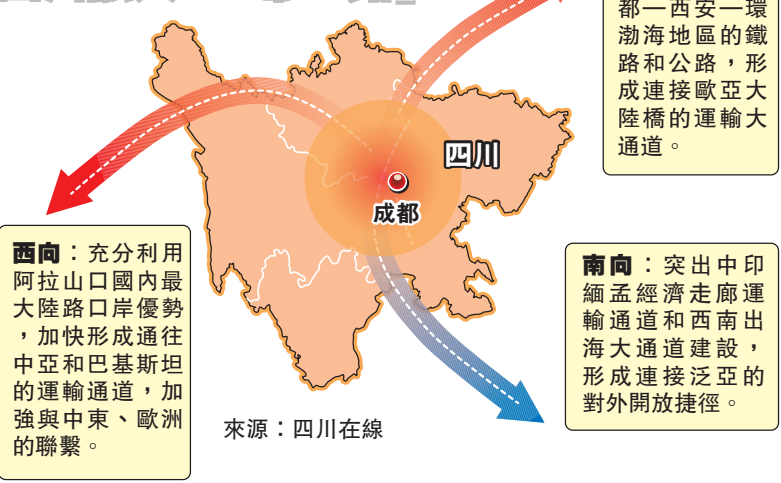 都—西安—環
渤海地區的鐵
路和公路，形
成連接歐亞大
陸橋的運輸大
通道。
四川
成都
西向：充分利用
阿拉山口國內最
大陸路口岸優勢
，加快形成通往
中亞和巴基斯坦
的運輸通道，加
強與中東、歐洲
的聯繫。
南向：突出中印
緬孟經濟走廊運
輸通道和西南出
海大通道建設，
形成連接泛亞的
對外開放捷徑。
來源：四川在線